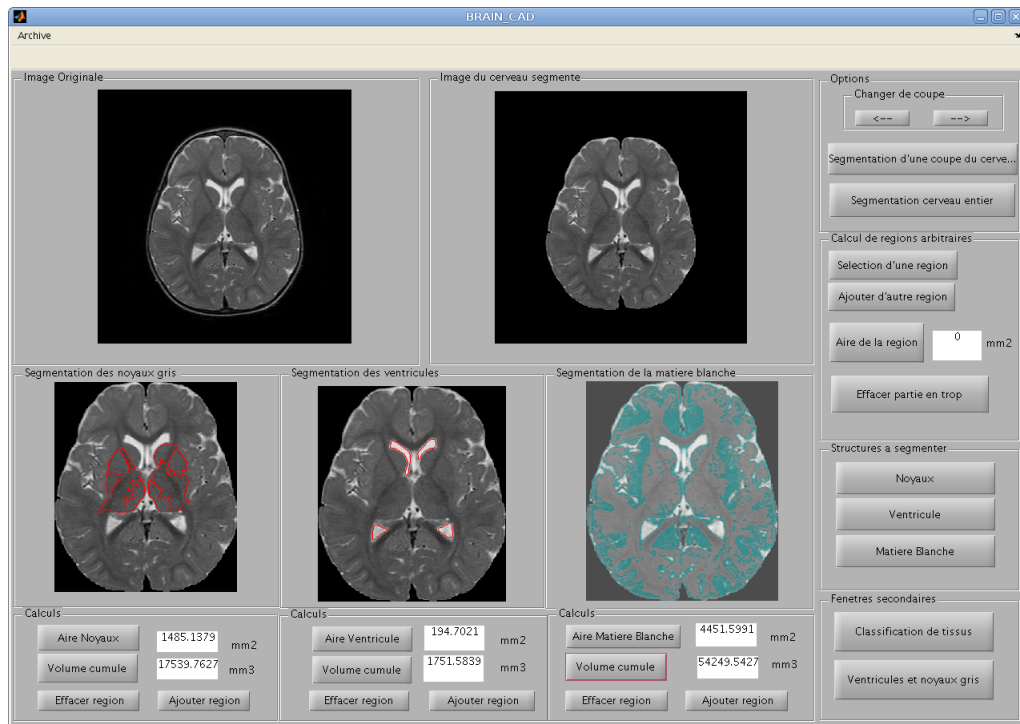 BRAIN_CAD
Archive
Image Originale
Image du cerveau segmente
Options
Changer de coupe
<--
-->
Segmentation d'une coupe du cerve...
Segmentation cerveau entier
Calcul de regions arbitraires
Selection d'une region
Ajouter d'autre region
Aire de la region
0
mm2
Effacer partie en trop
Segmentation des noyaux gris
Segmentation des ventricules
Segmentation de la matiere blanche
Structures a segmenter
Noyaux
Ventricule
Matiere Blanche
Calculs
Aire Noyaux
1485.1379
mm2
Volume cumule
17539.7627
mm3
Effacer region
Ajouter region
Calculs
Aire Ventricule
194.7021
mm2
Volume cumule
1751.5839
mm3
Effacer region
Ajouter region
Calculs
Aire Matiere Blanche
4451.5991
mm2
Volume cumule
54249.5427
mm3
Effacer region
Ajouter region
Fenetres secondaires
Classification de tissus
Ventricules et noyaux gris